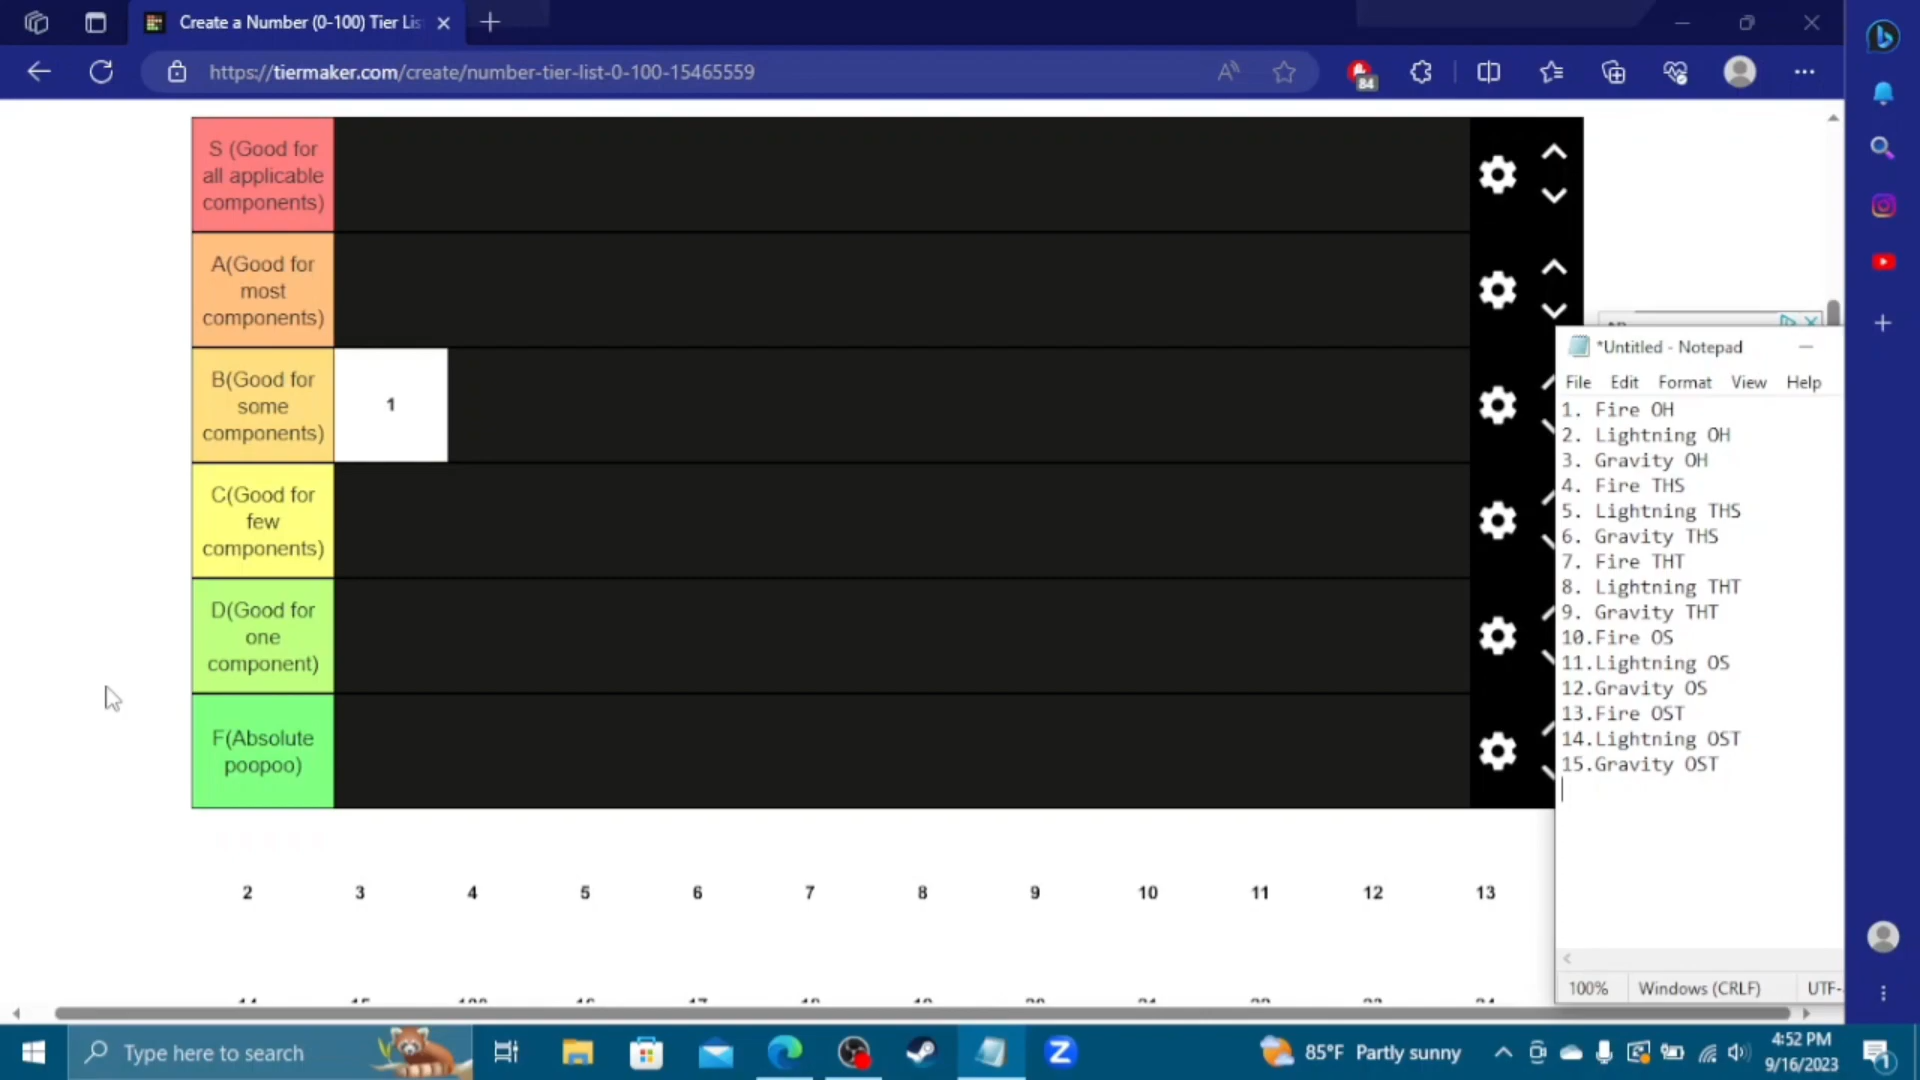 Create a Number (0-100) Tier Lis
https://tiermaker.com/create/number-tier-list-0-100-15465559
84
S (Good for
all applicable
components)
A(Good for
most
components)
B(Good for
some
components)
1
C(Good for
few
components)
D(Good for
one
component)
F(Absolute
poopoo)
2 3 4 5 6 7 8 9 10 11 12 13
*Untitled - Notepad
File Edit Format View Help
1. Fire OH
2. Lightning OH
3. Gravity OH
4. Fire THS
5. Lightning THS
6. Gravity THS
7. Fire THT
8. Lightning THT
9. Gravity THT
10.Fire OS
11.Lightning OS
12.Gravity OS
13.Fire OST
14.Lightning OST
15.Gravity OST
100% Windows (CRLF) UTF-
Type here to search
85°F Partly sunny
4:52 PM
9/16/2023
1